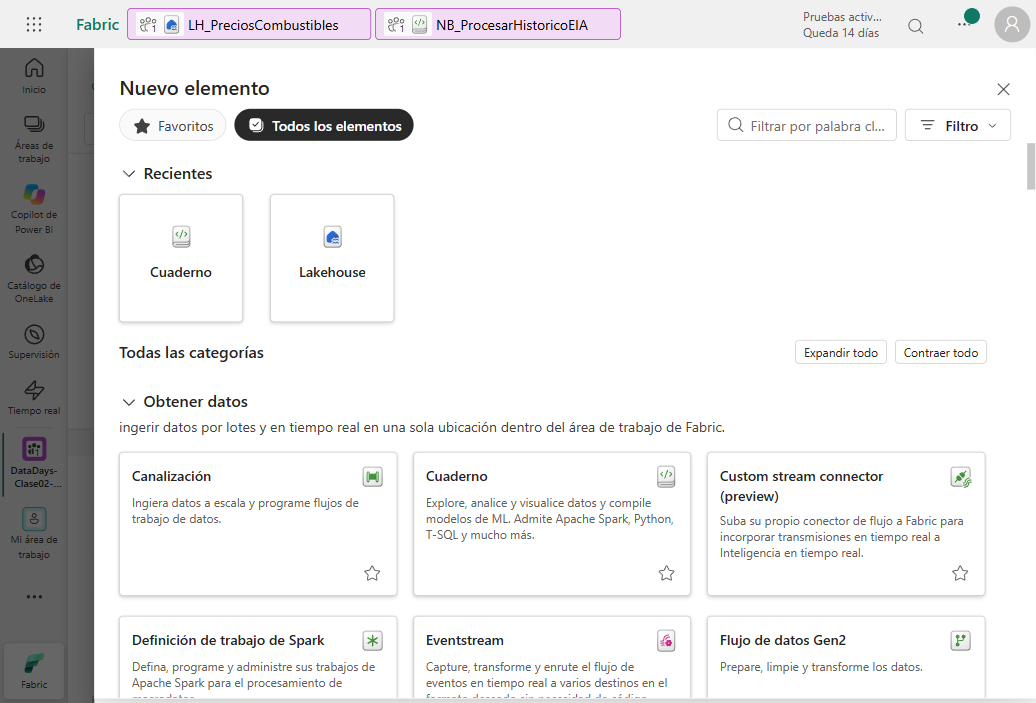 Fabric
LH_PreciosCombustibles
NB_ProcesarHistoricoEIA
Pruebas activ...
Queda 14 días
Inicio
Áreas de
trabajo
Copilot de
Power BI
Catálogo de
OneLake
Supervisión
Tiempo real
DataDays-
Clase02-...
Mi área de
trabajo
Fabric
Nuevo elemento
Favoritos
Todos los elementos
Filtrar por palabra cl...
Filtro
Recientes
Cuaderno
Lakehouse
Todas las categorías
Expandir todo
Contraer todo
Obtener datos
ingerir datos por lotes y en tiempo real en una sola ubicación dentro del área de trabajo de Fabric.
Canalización
Ingiera datos a escala y programe flujos de
trabajo de datos.
Cuaderno
Explore, analice y visualice datos y compile
modelos de ML. Admite Apache Spark, Python,
T-SQL y mucho más.
Custom stream connector
(preview)
Suba su propio conector de flujo a Fabric para
incorporar transmisiones en tiempo real a
Inteligencia en tiempo real.
Definición de trabajo de Spark
Defina, programe y administre sus trabajos de
Apache Spark para el procesamiento de
Eventstream
Capture, transforme y enrute el flujo de
eventos en tiempo real a varios destinos en el
formato deseado sin necesidad de código
Flujo de datos Gen2
Prepare, limpie y transforme los datos.